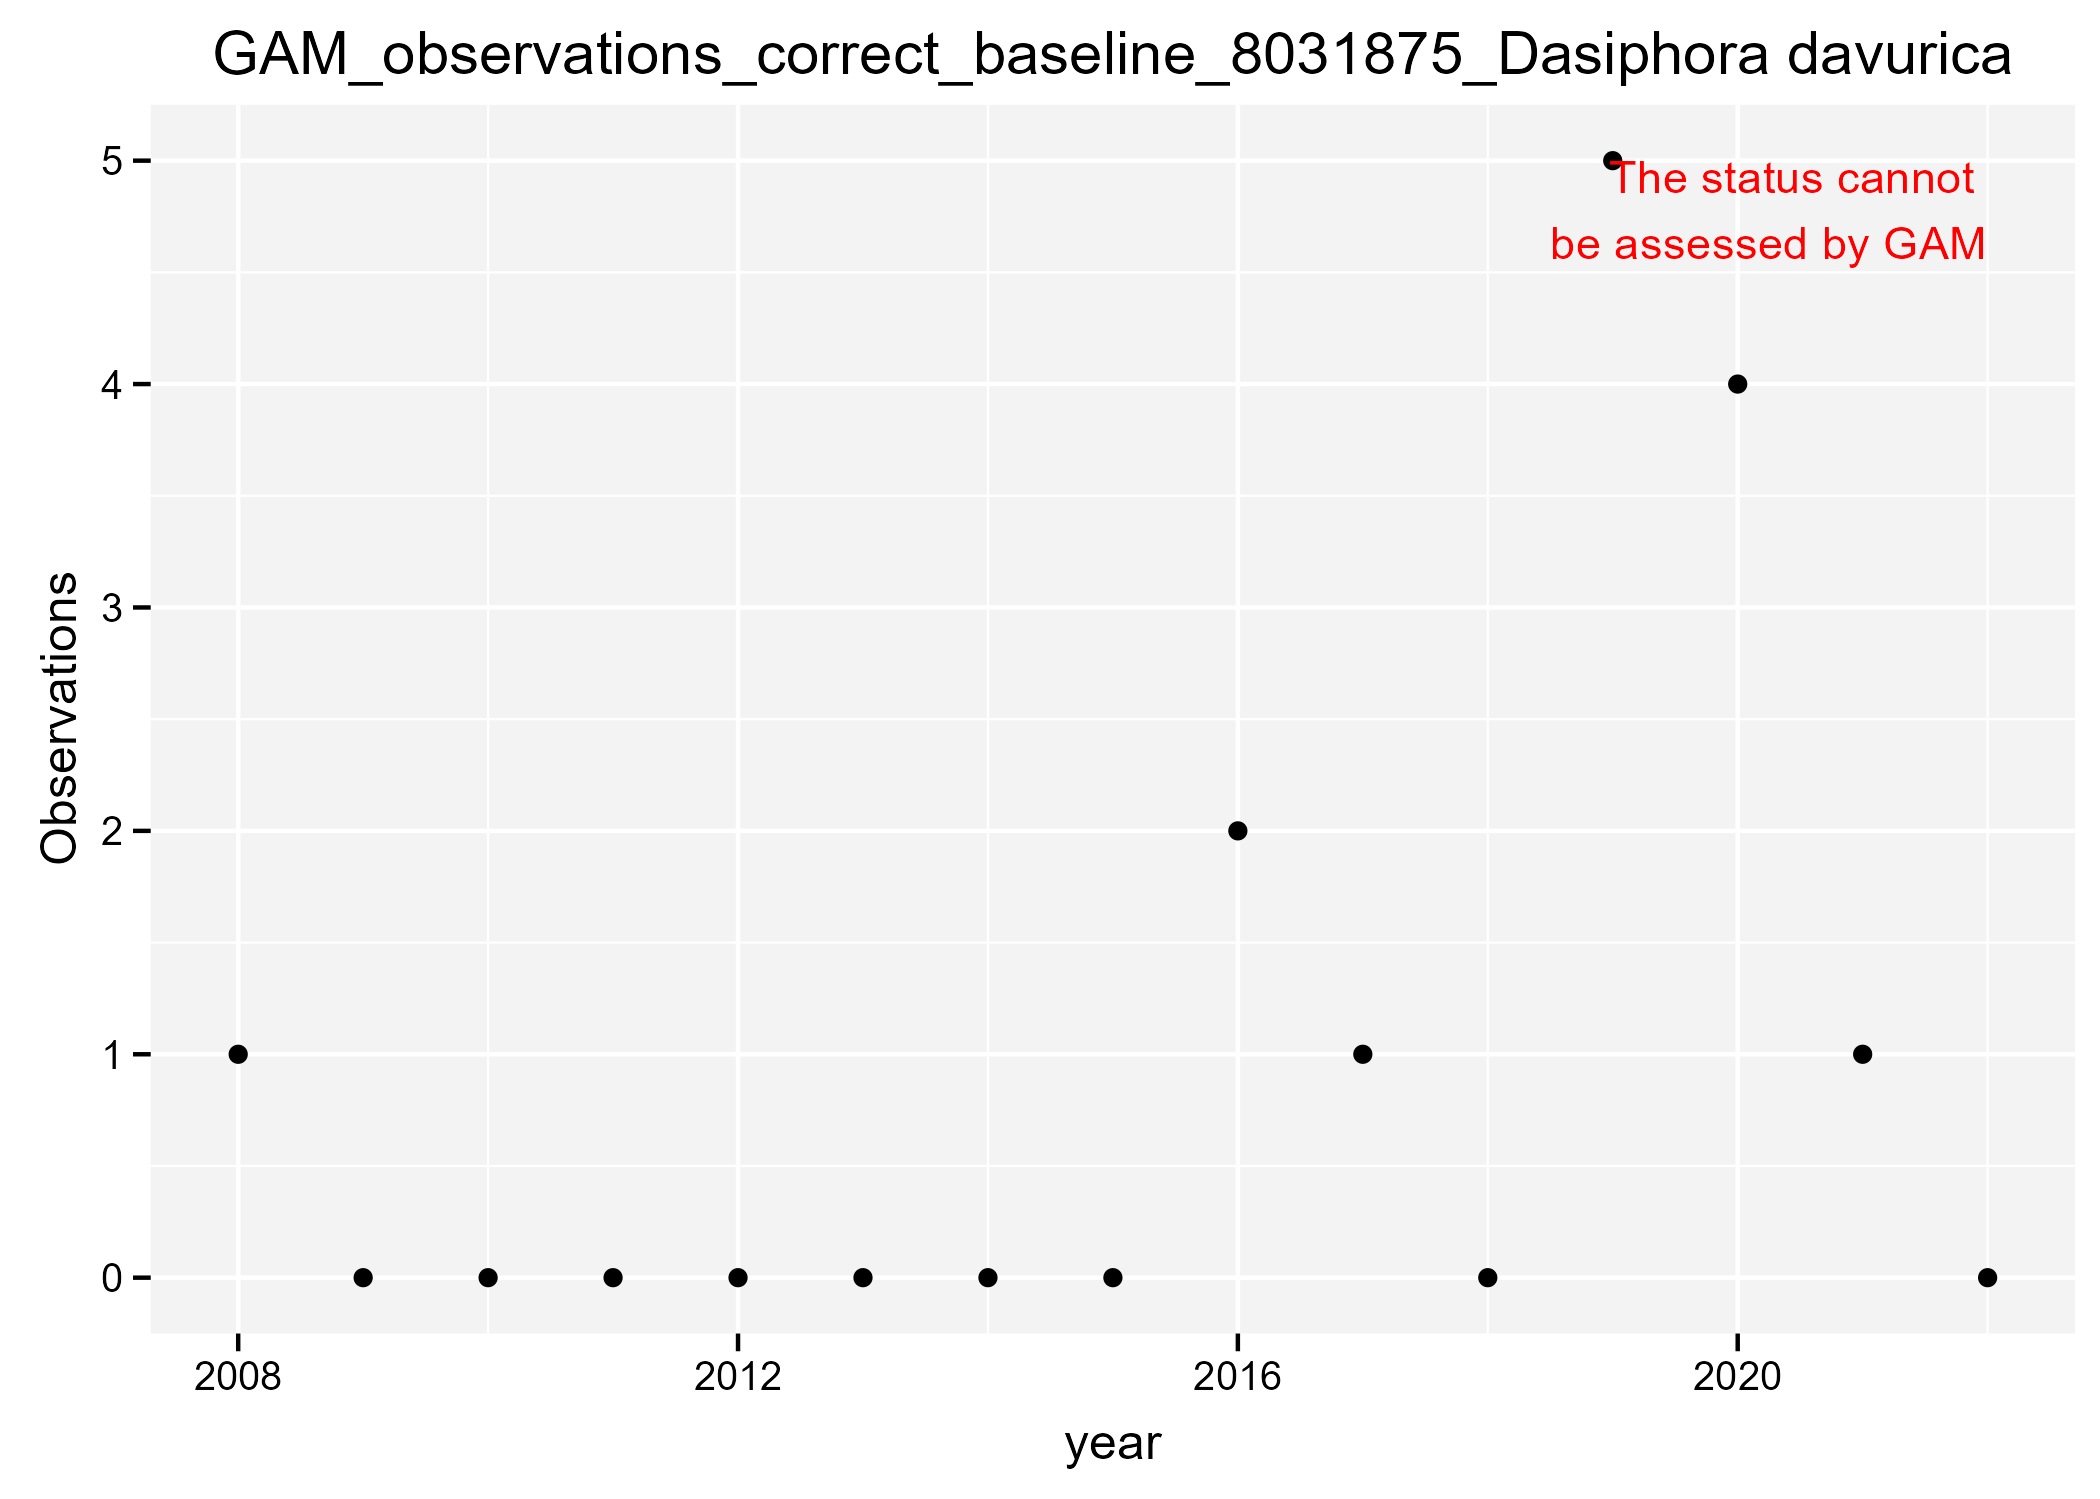 GAM_observations_correct_baseline_8031875_Dasiphora davurica
5
The status cannot
be assessed by GAM
4
3
2
1
0
Observations
2008 2012 2016 2020
year